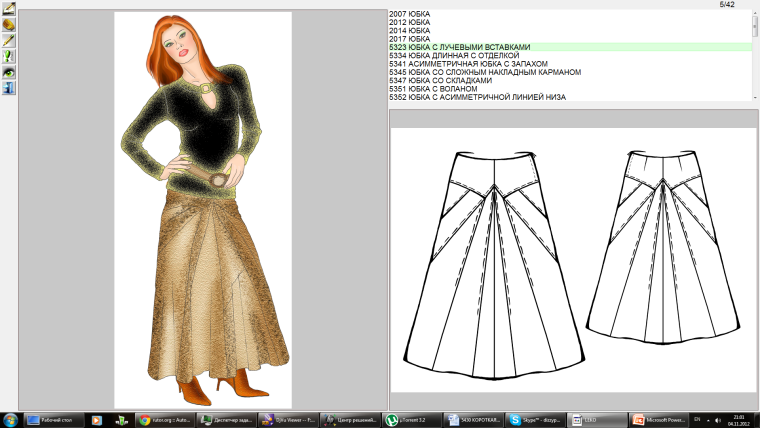 5/42
2007 ЮБКА
2012 ЮБКА
2014 ЮБКА
2017 ЮБКА
5323 ЮБКА С ЛУЧЕВЫМИ ВСТАВКАМИ
5334 ЮБКА ДЛИННАЯ С ОТДЕЛКОЙ
5341 АСИММЕТРИЧНАЯ ЮБКА С ЗАПАХОМ
5345 ЮБКА СО СЛОЖНЫМ НАКЛАДНЫМ КАРМАНОМ
5347 ЮБКА СО СКЛАДКАМИ
5351 ЮБКА С ВОЛАНОМ
5352 ЮБКА С АСИММЕТРИЧНОЙ ЛИНИЕЙ НИЗА
Рабочий стол
rutor.org :: Auto...
Диспетчер зада...
DjVu Viewer -- П...
Центр решений...
µTorrent 3.2
5430 КОРОТКАЯ...
Skype™ - dizzyp...
LEKO
Microsoft Power...
EN
21:01
04.11.2012